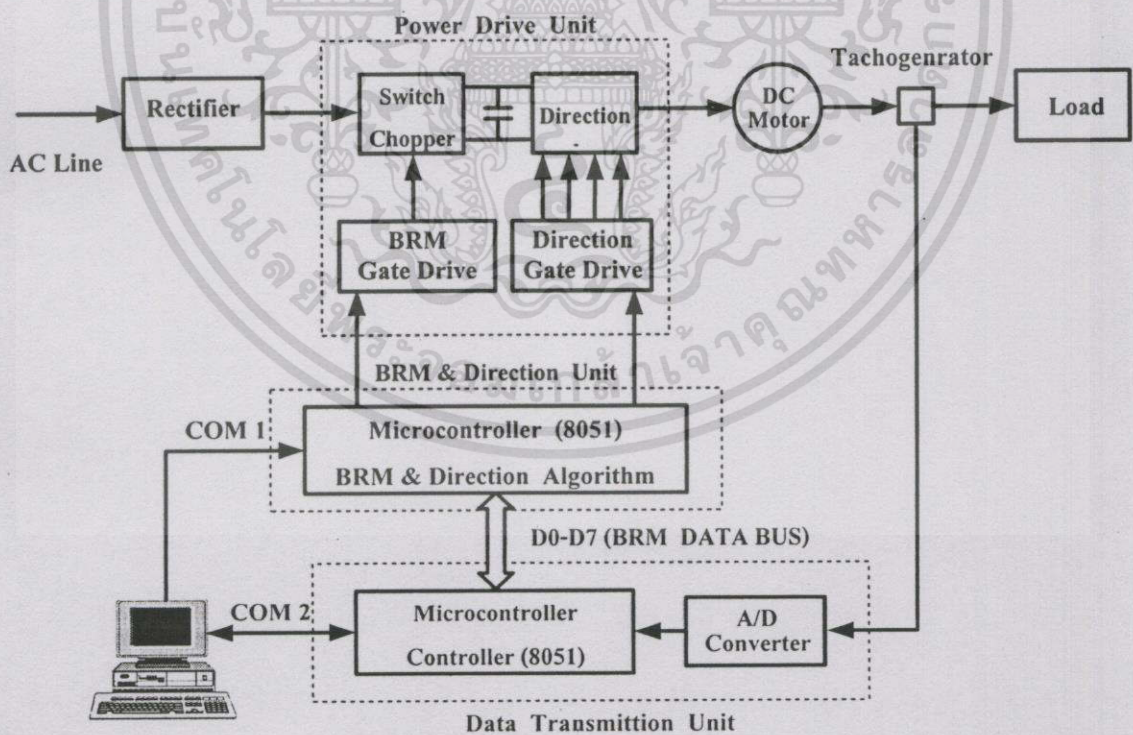 Power Drive Unit
Tachogenrator
Rectifier
Switch
Chopper
Direction
DC
Motor
Load
AC Line
BRM
Gate Drive
Direction
Gate Drive
BRM & Direction Unit
COM 1
Microcontroller (8051)
BRM & Direction Algorithm
D0-D7 (BRM DATA BUS)
COM 2
Microcontroller
Controller (8051)
A/D
Converter
Data Transmittion Unit